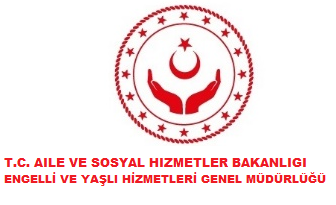 T.C. AILE VE SOSYAL HIZMETLER BAKANLIGI
ENGELLİ VE YAŞLI HİZMETLERİ GENEL MÜDÜRLÜĞÜ